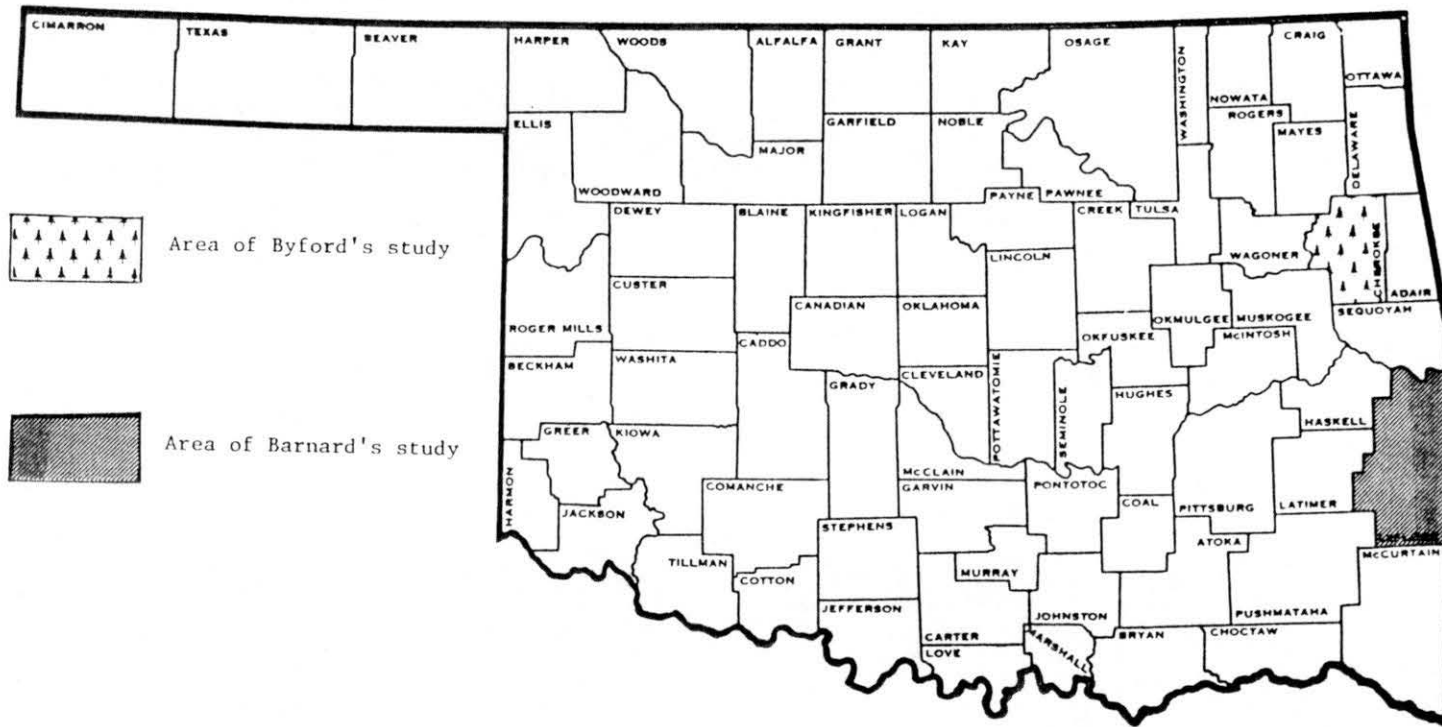 CIMARRON
TEXAS
BEAVER
HARPER
WOODS
ALFALFA
GRANT
KAY
OSAGE
WASHINGTON
CRAIG
OTTAWA
NOWATA
ROGERS
MAYES
DELAWARE
ELLIS
MAJOR
GARFIELD
NOBLE
WOODWARD
PAYNE
PAWNEE
DEWEY
BLAINE
KINGFISHER
LOGAN
CREEK
TULSA
Area of Byford's study
LINCOLN
WAGONER
CHEROKEE
ADAIR
CUSTER
CANADIAN
OKLAHOMA
OKMULGEE
MUSKOGEE
SEQUOYAH
ROGER MILLS
CADDO
OKFUSKEE
McINTOSH
BECKHAM
WASHITA
GRADY
CLEVELAND
POTTAWATOMIE
SEMINOLE
HUGHES
HASKELL
Area of Barnard's study
GREER
KIOWA
McCLAIN
HARMON
COMANCHE
GARVIN
PONTOTOC
COAL
PITTSBURG
LATIMER
JACKSON
STEPHENS
ATOKA
McCURTAIN
TILLMAN
COTTON
MURRAY
JEFFERSON
JOHNSTON
PUSHMATAHA
CARTER
MARSHALL
BRYAN
CHOCTAW
LOVE